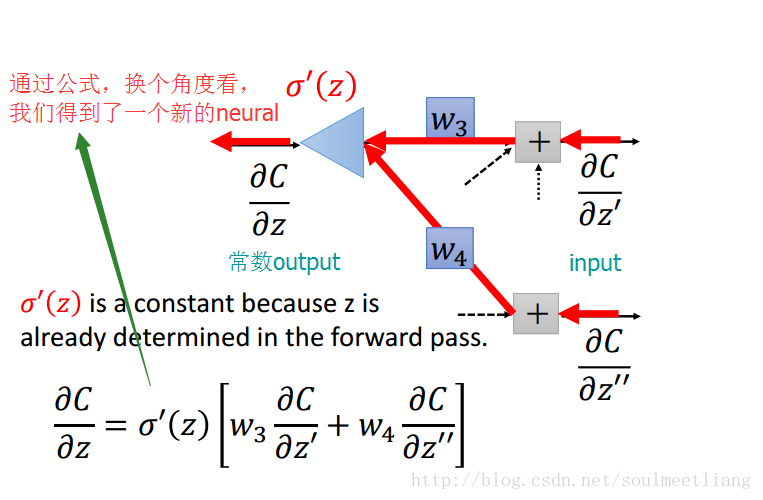 通过公式，换个角度看，
我们得到了一个新的neural
σ′(z)
w₃
+
∂C/∂z
∂C/∂z′
常数output
w₄
input
σ′(z) is a constant because z is
already determined in the forward pass.
+
∂C/∂z′′
∂C/∂z = σ′(z) [w₃ ∂C/∂z′ + w₄ ∂C/∂z′′]
http://blog.csdn.net/soulmeetliang